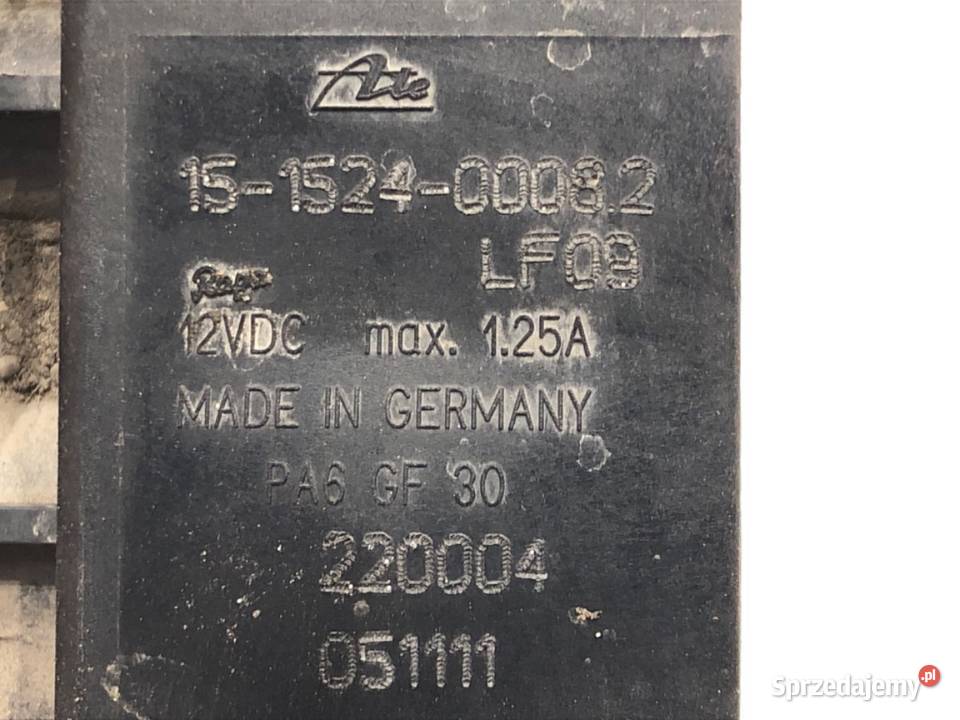 Ate
15-1524-0008.2
LF09
12VDC max. 1.25A
MADE IN GERMANY
PA6 GF 30
220004
051111
Sprzedajemy.pl